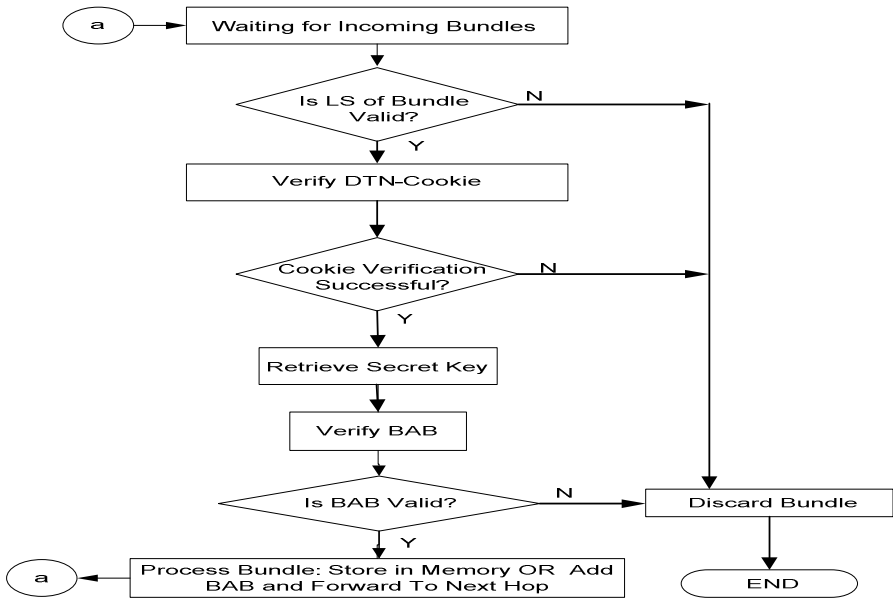 a
Waiting for Incoming Bundles
Is LS of Bundle
Valid?
N
Y
Verify DTN-Cookie
Cookie Verification
Successful?
N
Y
Retrieve Secret Key
Verify BAB
Is BAB Valid?
N
Discard Bundle
Y
Process Bundle: Store in Memory OR Add
BAB and Forward To Next Hop
a
END